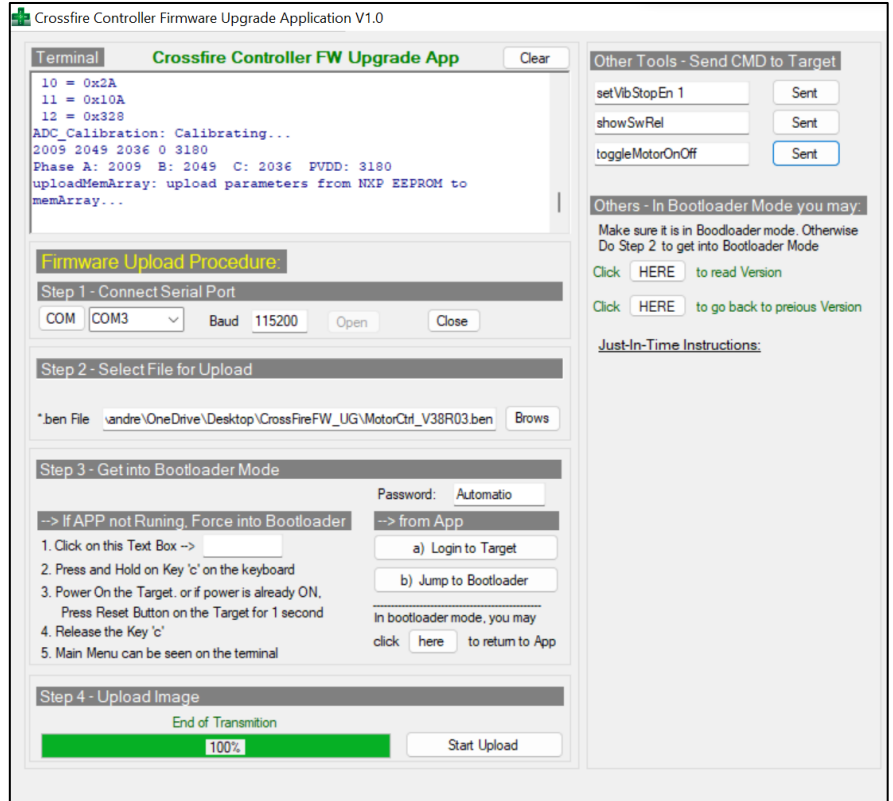 Crossfire Controller Firmware Upgrade Application V1.0
Terminal
Crossfire Controller FW Upgrade App
Clear
10 = 0x2A
11 = 0x10A
12 = 0x328
ADC_Calibration: Calibrating...
2009 2049 2036 0 3180
Phase A: 2009 B: 2049 C: 2036 PVDD: 3180
uploadMemArray: upload parameters from NXP EEPROM to
memArray...
Firmware Upload Procedure:
Step 1 - Connect Serial Port
COM COM3 Baud 115200 Open Close
Step 2 - Select File for Upload
*.ben File \andre\OneDrive\Desktop\CrossFireFW_UG\MotorCtrl_V38R03.ben Brows
Step 3 - Get into Bootloader Mode
Password: Automatio
--> If APP not Runing, Force into Bootloader
1. Click on this Text Box -->
2. Press and Hold on Key 'c' on the keyboard
3. Power On the Target. or if power is already ON,
Press Reset Button on the Target for 1 second
4. Release the Key 'c'
5. Main Menu can be seen on the terminal
--> from App
a) Login to Target
b) Jump to Bootloader
In bootloader mode, you may
click here to return to App
Step 4 - Upload Image
End of Transmition
100%
Start Upload
Other Tools - Send CMD to Target
setVibStopEn 1 Sent
showSwRel Sent
toggleMotorOnOff Sent
Others - In Bootloader Mode you may:
Make sure it is in Boodloader mode. Otherwise
Do Step 2 to get into Bootloader Mode
Click HERE to read Version
Click HERE to go back to preious Version
Just-In-Time Instructions: